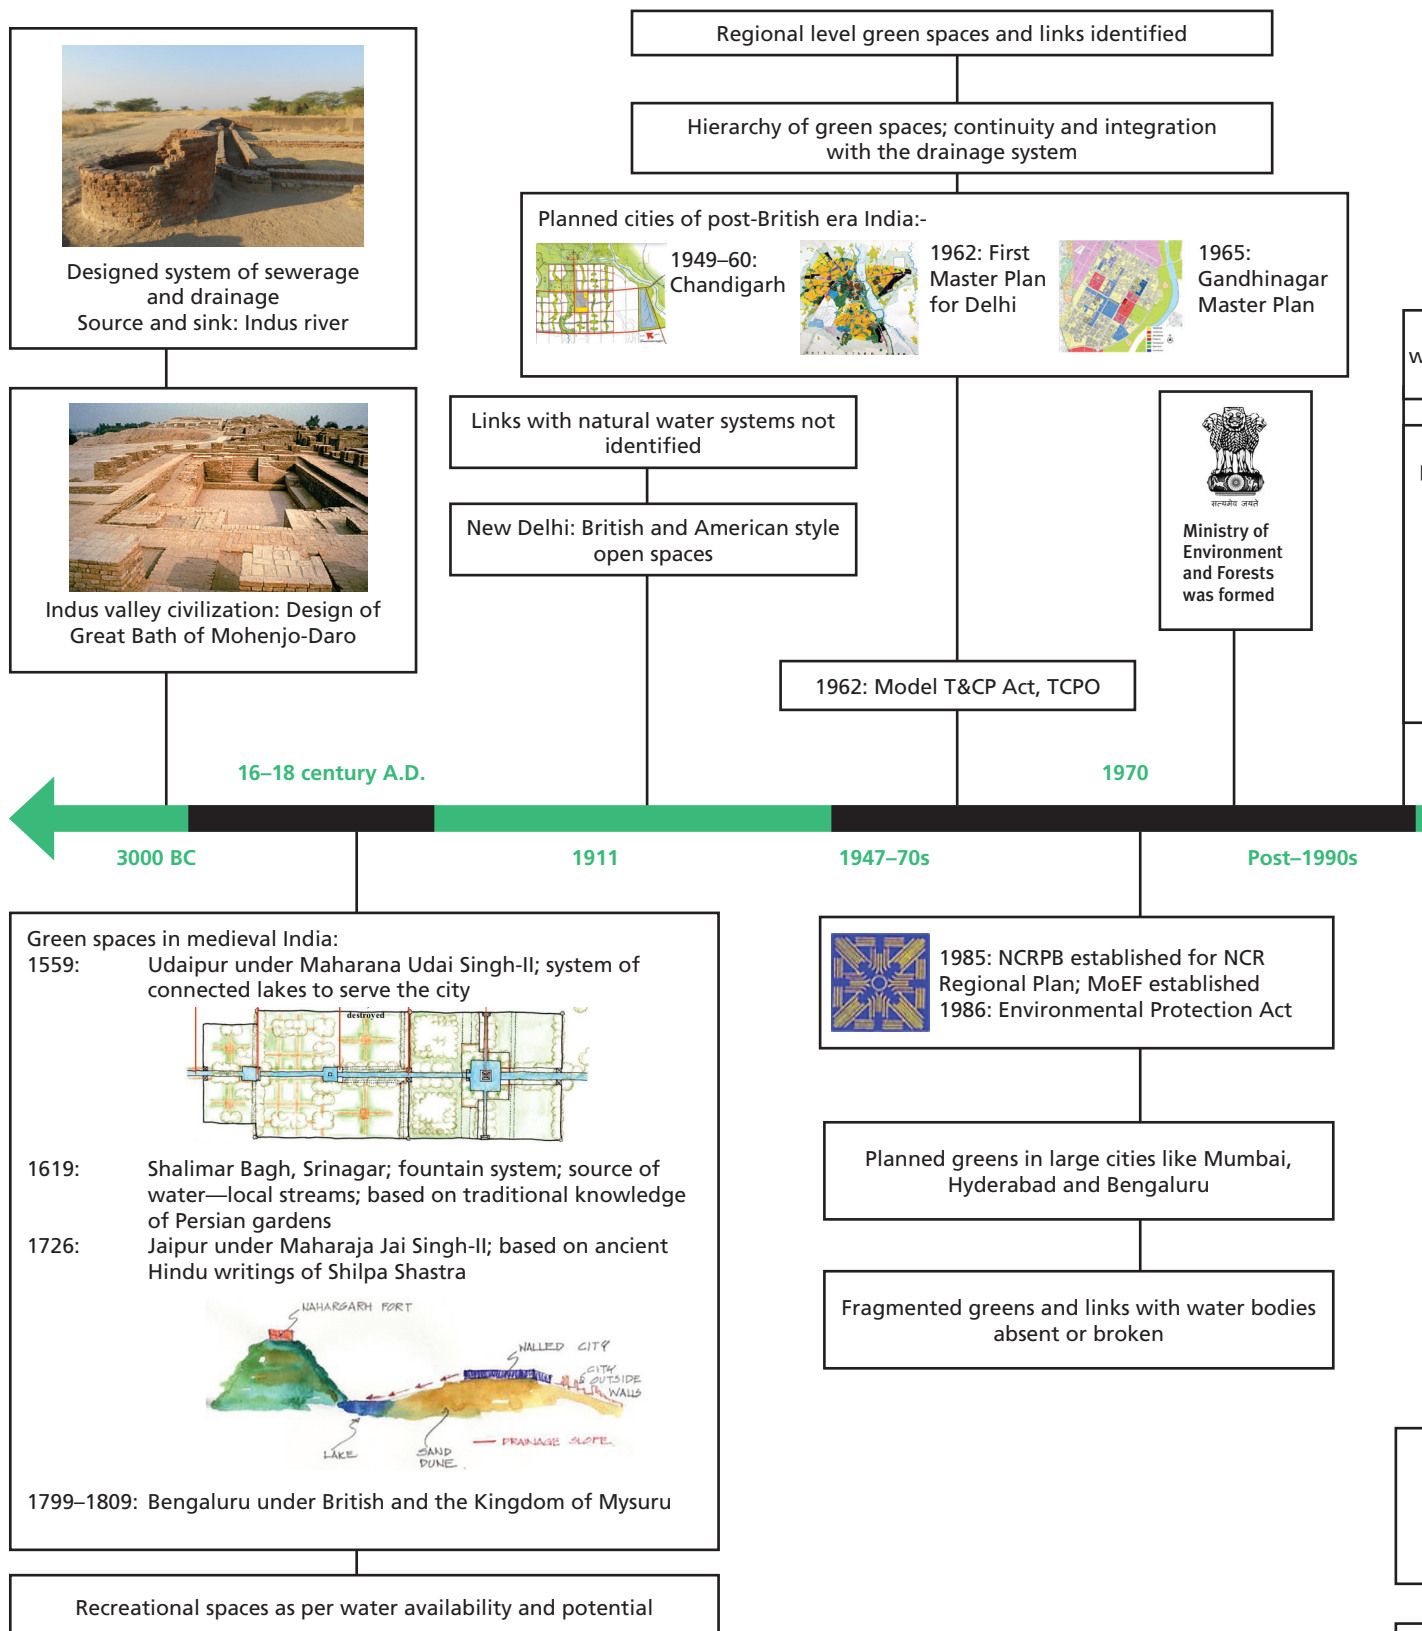 Regional level green spaces and links identified
Hierarchy of green spaces; continuity and integration
with the drainage system
Planned cities of post-British era India:-
1949–60:
Chandigarh
1962: First
Master Plan
for Delhi
1965:
Gandhinagar
Master Plan
Designed system of sewerage
and drainage
Source and sink: Indus river
Indus valley civilization: Design of
Great Bath of Mohenjo-Daro
Links with natural water systems not
identified
New Delhi: British and American style
open spaces
सत्यमेव जयते
Ministry of
Environment
and Forests
was formed
1962: Model T&CP Act, TCPO
w
16–18 century A.D.
1970
3000 BC
1911
1947–70s
Post–1990s
Green spaces in medieval India:
1559: Udaipur under Maharana Udai Singh-II; system of
connected lakes to serve the city
destroyed
1619: Shalimar Bagh, Srinagar; fountain system; source of
water—local streams; based on traditional knowledge
of Persian gardens
1726: Jaipur under Maharaja Jai Singh-II; based on ancient
Hindu writings of Shilpa Shastra
NAHARGARH FORT
WALLED CITY
CITY
OUTSIDE
WALLS
LAKE
SAND
DUNE
DRAINAGE SLOPE
1799–1809: Bengaluru under British and the Kingdom of Mysuru
Recreational spaces as per water availability and potential
1985: NCRPB established for NCR
Regional Plan; MoEF established
1986: Environmental Protection Act
Planned greens in large cities like Mumbai,
Hyderabad and Bengaluru
Fragmented greens and links with water bodies
absent or broken